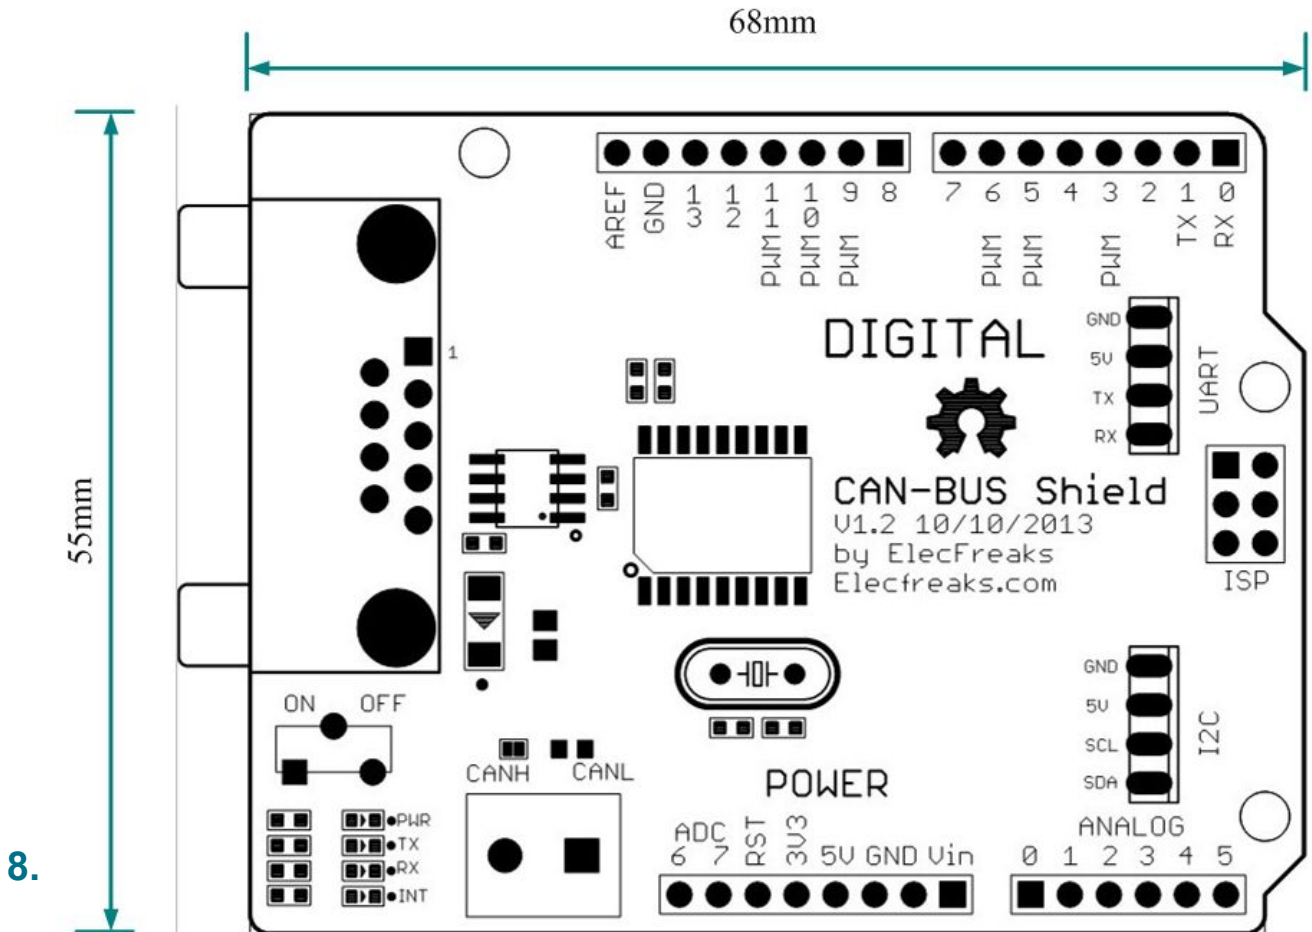 68mm
55mm
AREF GND 13 12 11 10 9 8 7 6 5 4 3 2 1 0
PWM PWM PWM PWM PWM PWM TX RX
DIGITAL
GND
5V
TX
RX
UART
1
CAN-BUS Shield
V1.2 10/10/2013
by ElecFreaks
Elecfreaks.com
ISP
GND
5V
SCL
SDA
I2C
ON OFF
CANH CANL
POWER
PWR
TX
RX
INT
ADC
6 7 RST 3V3 5V GND Vin
ANALOG
0 1 2 3 4 5
8.